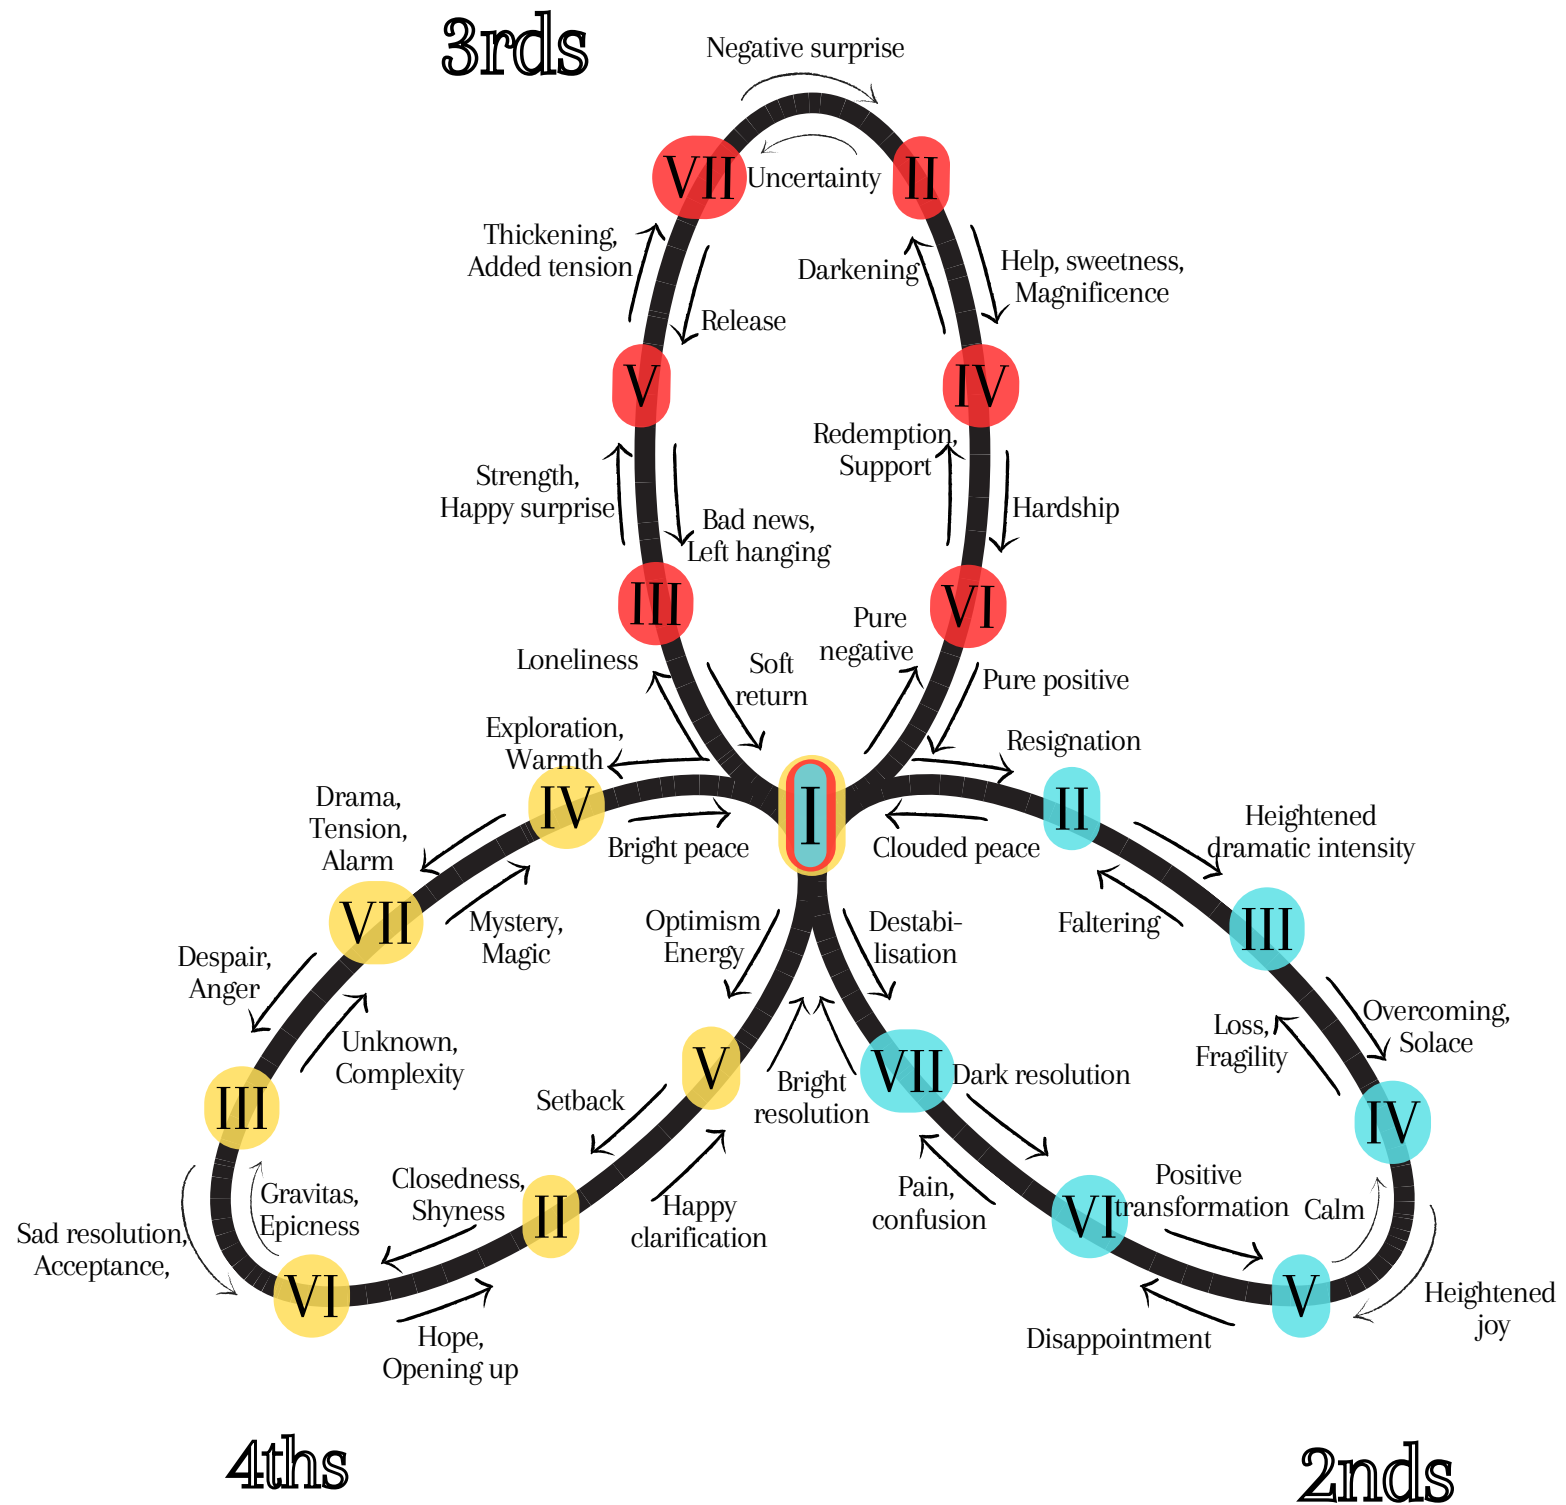 3rds
Negative surprise
VII
Uncertainty
II
Thickening,
Added tension
Darkening
Help, sweetness,
Magnificence
Release
V
IV
Redemption,
Support
Strength,
Happy surprise
Hardship
Bad news,
Left hanging
III
VI
Pure
negative
Loneliness
Soft
return
Pure positive
Exploration,
Warmth
Resignation
IV
I
II
Drama,
Tension,
Alarm
Bright peace
Clouded peace
Heightened
dramatic intensity
VII
Mystery,
Magic
Optimism
Energy
Destabi-
lisation
Faltering
III
Despair,
Anger
Unknown,
Complexity
Overcoming,
Solace
Loss,
Fragility
V
VII
Dark resolution
Setback
Bright
resolution
III
IV
Closedness,
Shyness
Gravitas,
Epicness
II
Happy
clarification
Pain,
confusion
VI
Positive
transformation
Calm
Sad resolution,
Acceptance,
VI
V
Heightened
joy
Hope,
Opening up
Disappointment
4ths
2nds